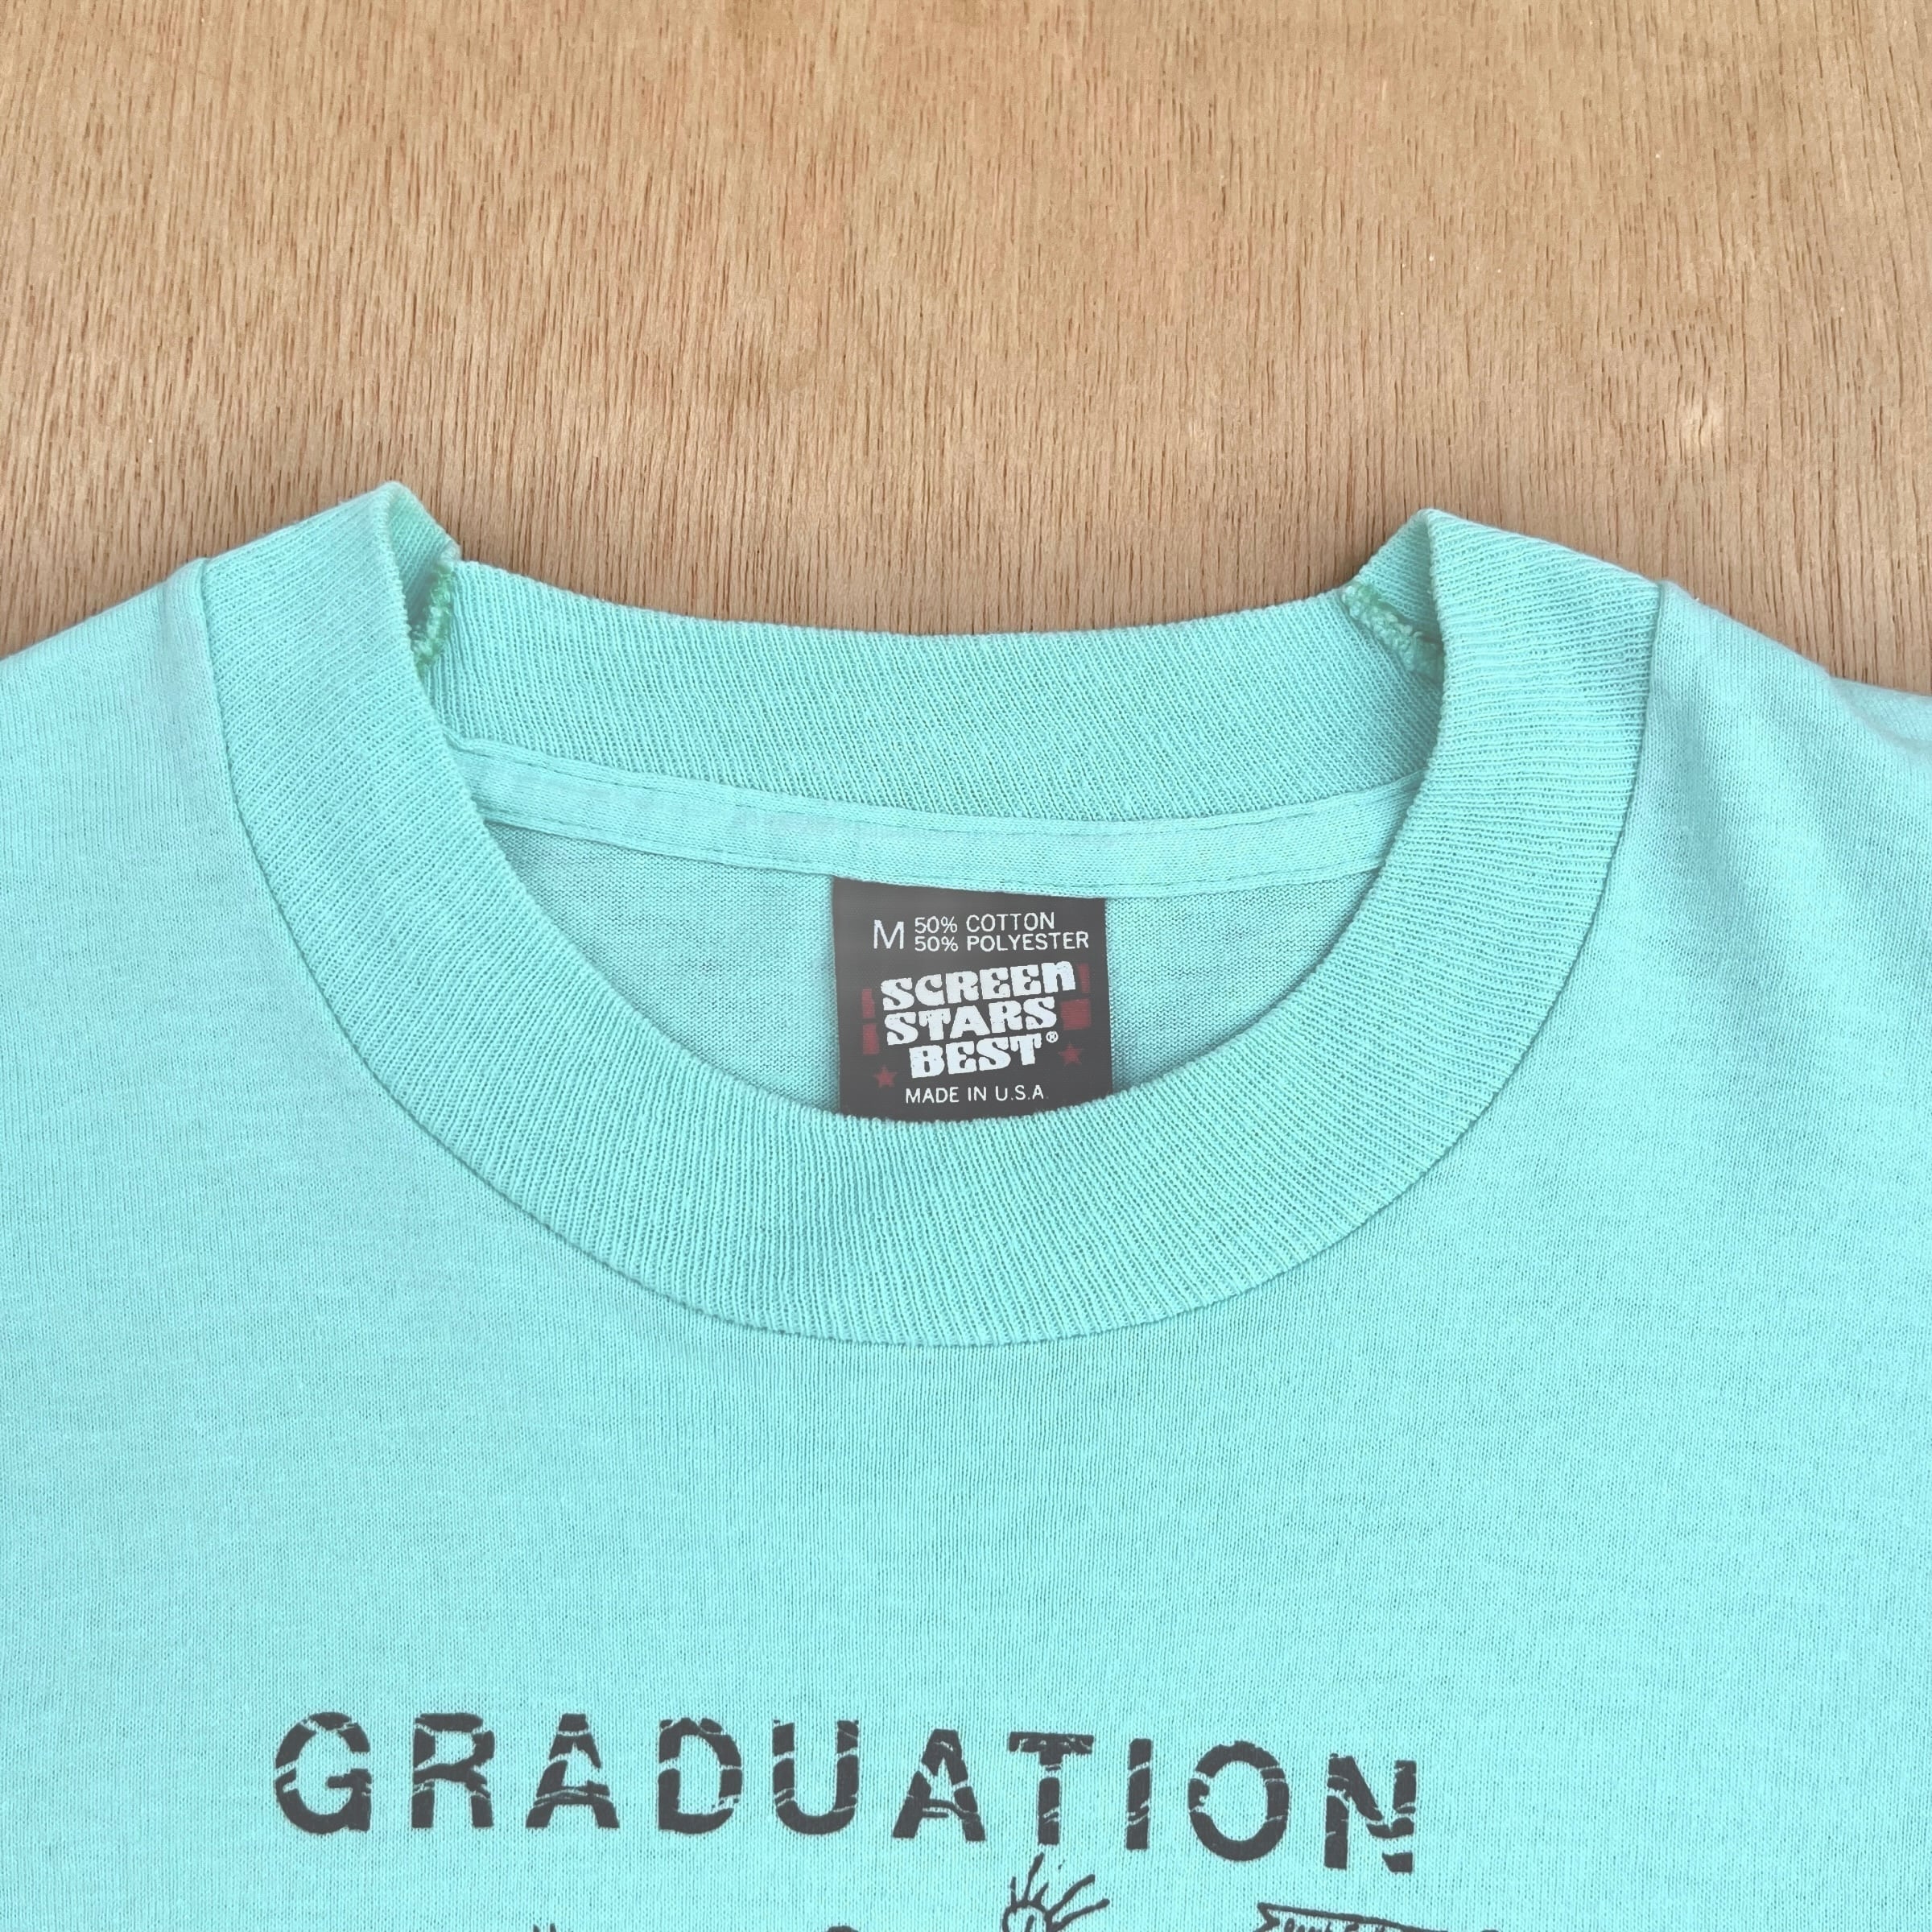 M 50% COTTON
50% POLYESTER
SCREEN
STARS
BEST®
MADE IN U.S.A.
GRADUATION